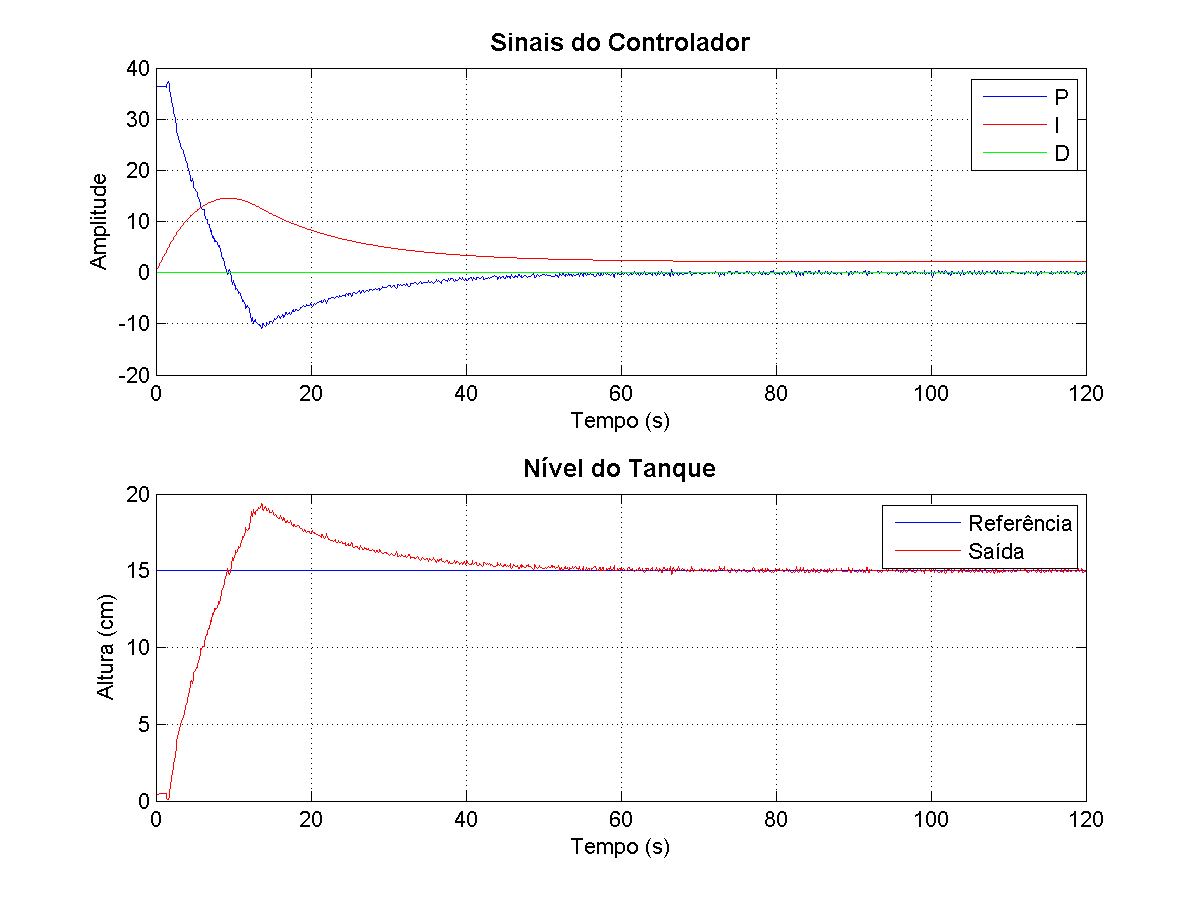 Sinais do Controlador
40
30
20
10
0
-10
-20
Amplitude
P
I
D
0 20 40 60 80 100 120
Tempo (s)
Nível do Tanque
20
15
10
5
0
Altura (cm)
Referência
Saída
0 20 40 60 80 100 120
Tempo (s)